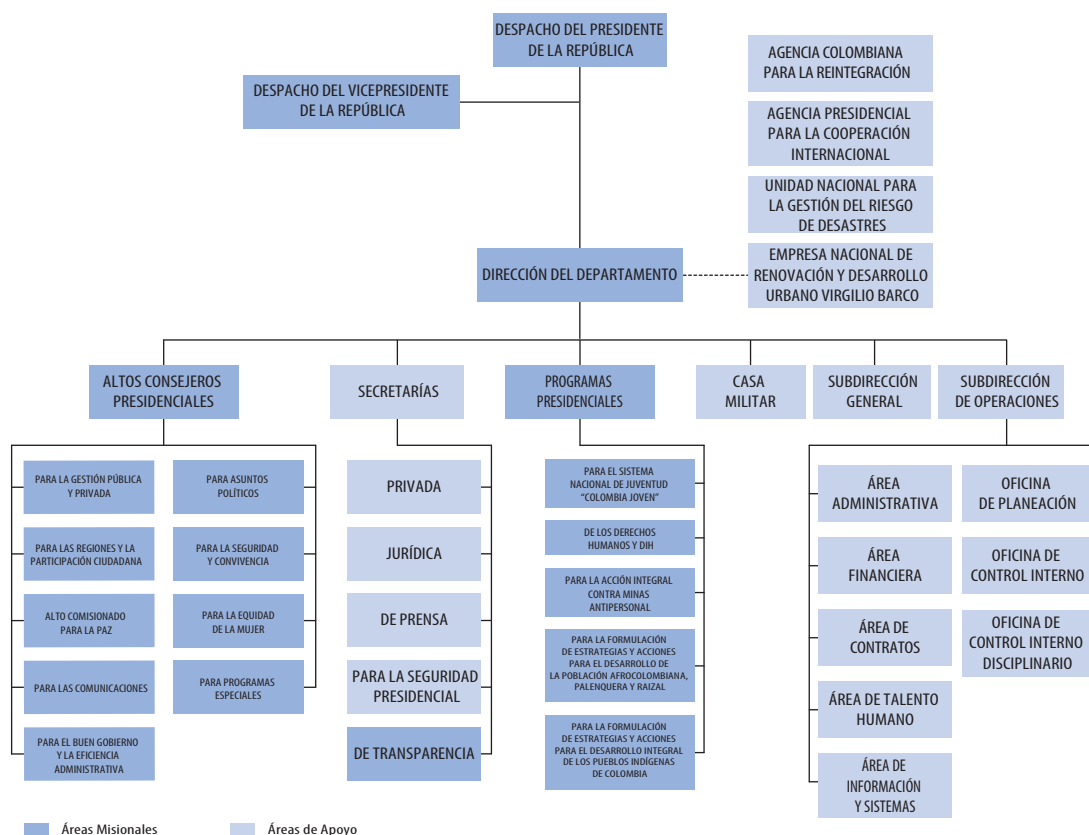 DESPACHO DEL PRESIDENTE
DE LA REPÚBLICA
DESPACHO DEL VICEPRESIDENTE
DE LA REPÚBLICA
AGENCIA COLOMBIANA
PARA LA REINTEGRACIÓN
AGENCIA PRESIDENCIAL
PARA LA COOPERACIÓN
INTERNACIONAL
UNIDAD NACIONAL PARA
LA GESTIÓN DEL RIESGO
DE DESASTRES
DIRECCIÓN DEL DEPARTAMENTO
EMPRESA NACIONAL DE
RENOVACIÓN Y DESARROLLO
URBANO VIRGILIO BARCO
ALTOS CONSEJEROS
PRESIDENCIALES
SECRETARÍAS
PROGRAMAS
PRESIDENCIALES
CASA
MILITAR
SUBDIRECCIÓN
GENERAL
SUBDIRECCIÓN
DE OPERACIONES
PARA LA GESTIÓN PÚBLICA
Y PRIVADA
PARA LAS REGIONES Y LA
PARTICIPACIÓN CIUDADANA
ALTO COMISIONADO
PARA LA PAZ
PARA LAS COMUNICACIONES
PARA EL BUEN GOBIERNO
Y LA EFICIENCIA
ADMINISTRATIVA
PARA ASUNTOS
POLÍTICOS
PARA LA SEGURIDAD
Y CONVIVENCIA
PARA LA EQUIDAD
DE LA MUJER
PARA PROGRAMAS
ESPECIALES
PRIVADA
JURÍDICA
DE PRENSA
PARA LA SEGURIDAD
PRESIDENCIAL
DE TRANSPARENCIA
PARA EL SISTEMA
NACIONAL DE JUVENTUD
“COLOMBIA JOVEN”
DE LOS DERECHOS
HUMANOS Y DIH
PARA LA ACCIÓN INTEGRAL
CONTRA MINAS
ANTIPERSONAL
PARA LA FORMULACIÓN
DE ESTRATEGIAS Y ACCIONES
PARA EL DESARROLLO DE
LA POBLACIÓN AFROCOLOMBIANA,
PALENQUERA Y RAIZAL
PARA LA FORMULACIÓN
DE ESTRATEGIAS Y ACCIONES
PARA EL DESARROLLO INTEGRAL
DE LOS PUEBLOS INDÍGENAS
DE COLOMBIA
ÁREA
ADMINISTRATIVA
ÁREA
FINANCIERA
ÁREA DE
CONTRATOS
ÁREA DE TALENTO
HUMANO
ÁREA DE
INFORMACIÓN
Y SISTEMAS
OFICINA
DE PLANEACIÓN
OFICINA DE
CONTROL INTERNO
OFICINA DE
CONTROL INTERNO
DISCIPLINARIO
Áreas Misionales
Áreas de Apoyo